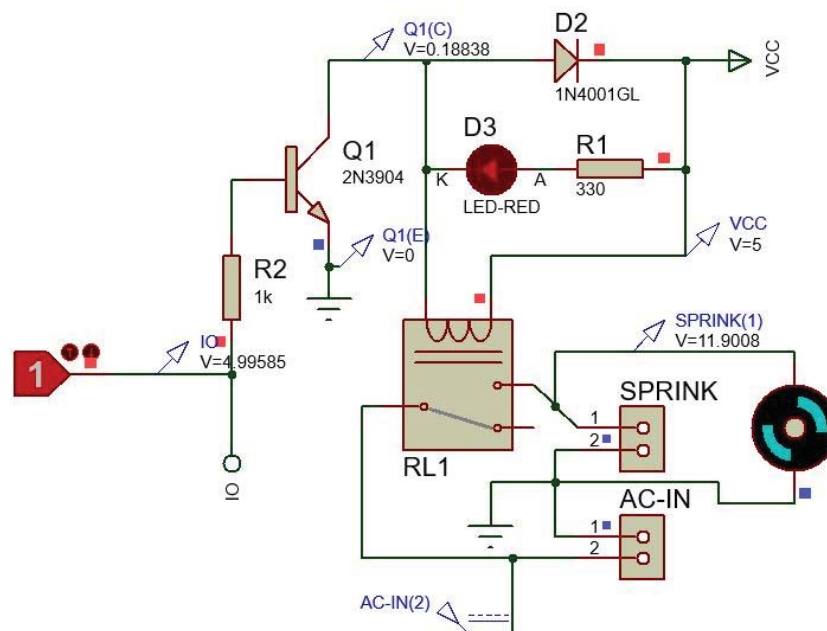 Q1(C)
V=0.18838
D2
1N4001GL
VCC
D3
R1
Q1
2N3904
K
A
LED-RED
330
Q1(E)
V=0
VCC
V=5
R2
1k
IO
V=4.99585
1
IO
SPRINK(1)
V=11.9008
SPRINK
1
2
RL1
AC-IN
1
2
AC-IN(2)